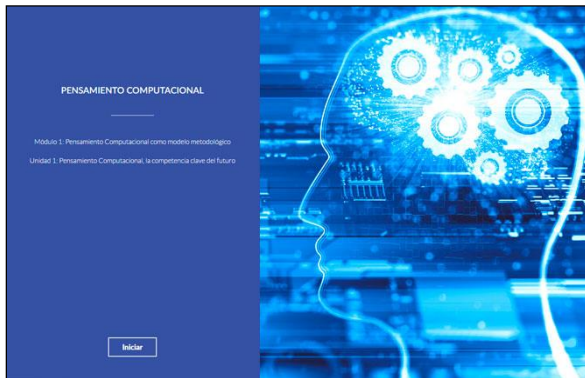 PENSAMIENTO COMPUTACIONAL
Módulo 1: Pensamiento Computacional como modelo metodológico
Unidad 1: Pensamiento Computacional, la competencia clave del futuro
Iniciar